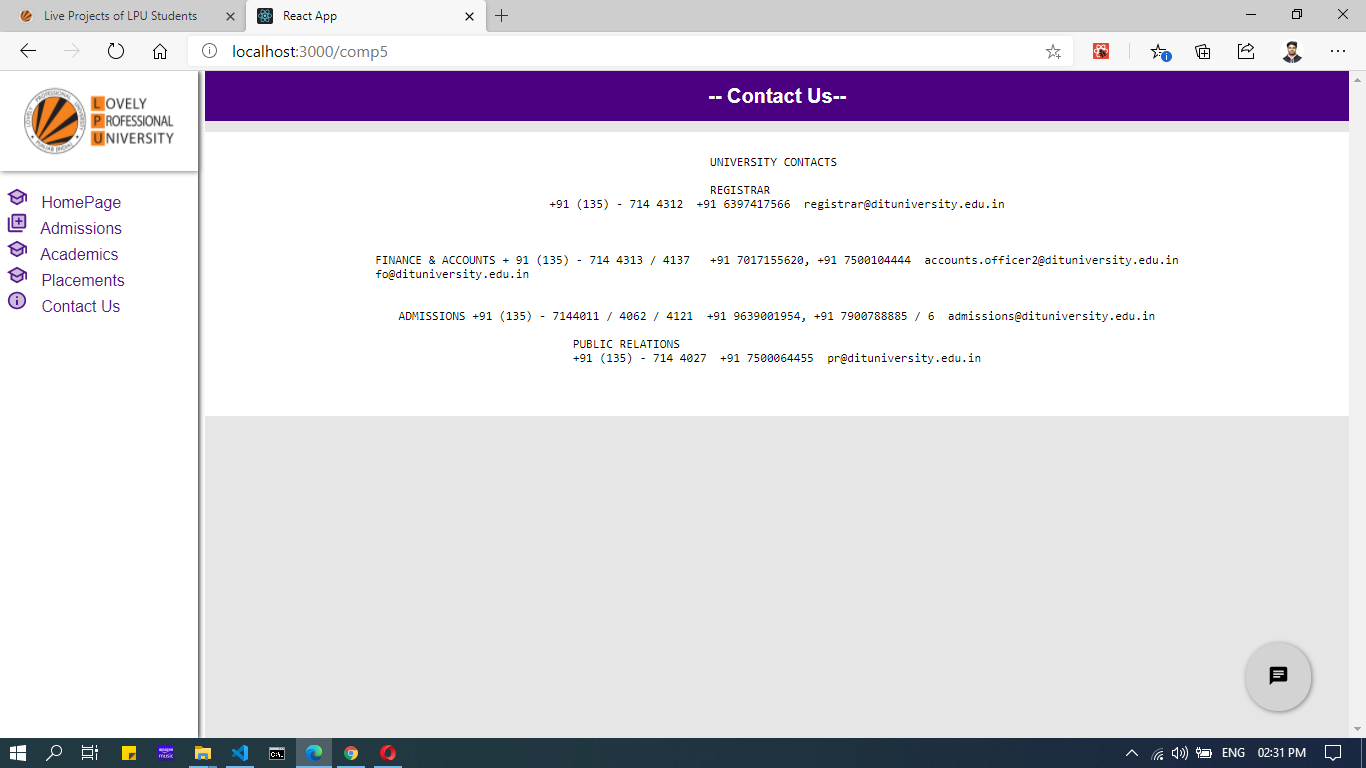 Live Projects of LPU Students
React App
localhost:3000/comp5
LOVELY
PROFESSIONAL
UNIVERSITY
HomePage
Admissions
Academics
Placements
Contact Us
-- Contact Us--
UNIVERSITY CONTACTS
REGISTRAR
+91 (135) - 714 4312 +91 6397417566 registrar@dituniversity.edu.in
FINANCE & ACCOUNTS + 91 (135) - 714 4313 / 4137 +91 7017155620, +91 7500104444 accounts.officer2@dituniversity.edu.in
fo@dituniversity.edu.in
ADMISSIONS +91 (135) - 7144011 / 4062 / 4121 +91 9639001954, +91 7900788885 / 6 admissions@dituniversity.edu.in
PUBLIC RELATIONS
+91 (135) - 714 4027 +91 7500064455 pr@dituniversity.edu.in
amazon
music
C:\.
ENG
02:31 PM